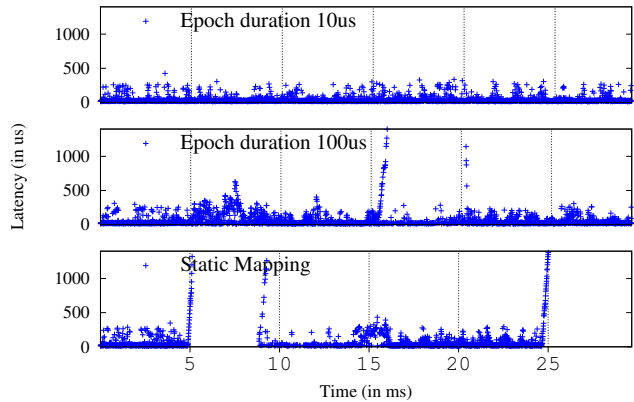 1400
Epoch duration 10us
1000
500
0
Epoch duration 100us
1000
500
0
Latency (in us)
Static Mapping
1000
500
0
5 10 15 20 25
Time (in ms)